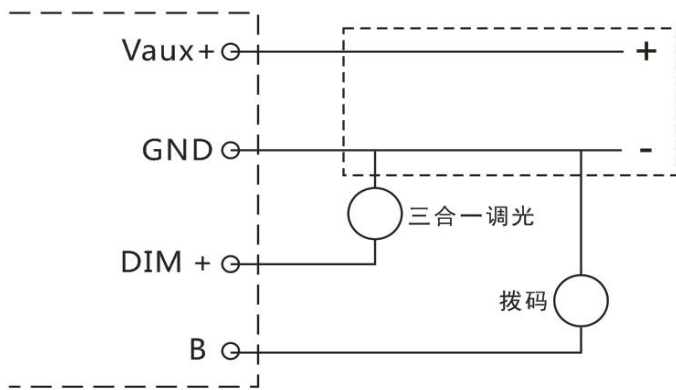 Vaux+ +
GND -
三合一调光
DIM +
拨码
B